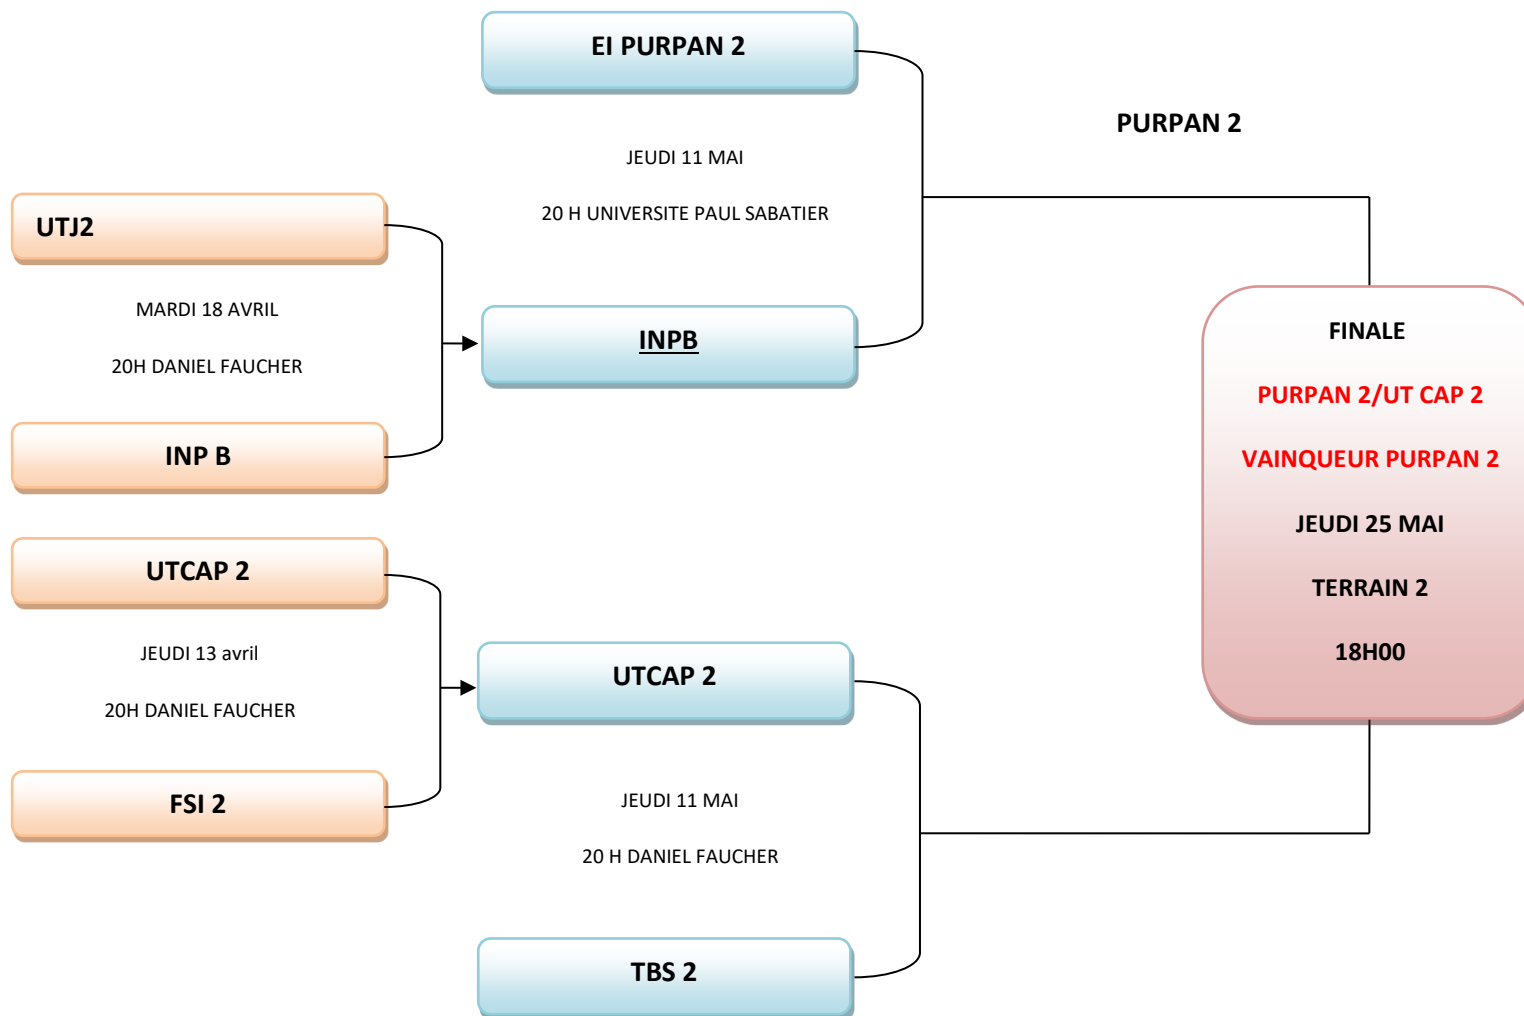 EI PURPAN 2
PURPAN 2
JEUDI 11 MAI
20 H UNIVERSITE PAUL SABATIER
UTJ2
MARDI 18 AVRIL
20H DANIEL FAUCHER
INPB
INP B
FINALE
PURPAN 2/UT CAP 2
VAINQUEUR PURPAN 2
JEUDI 25 MAI
TERRAIN 2
18H00
UTCAP 2
JEUDI 13 avril
20H DANIEL FAUCHER
FSI 2
UTCAP 2
JEUDI 11 MAI
20 H DANIEL FAUCHER
TBS 2